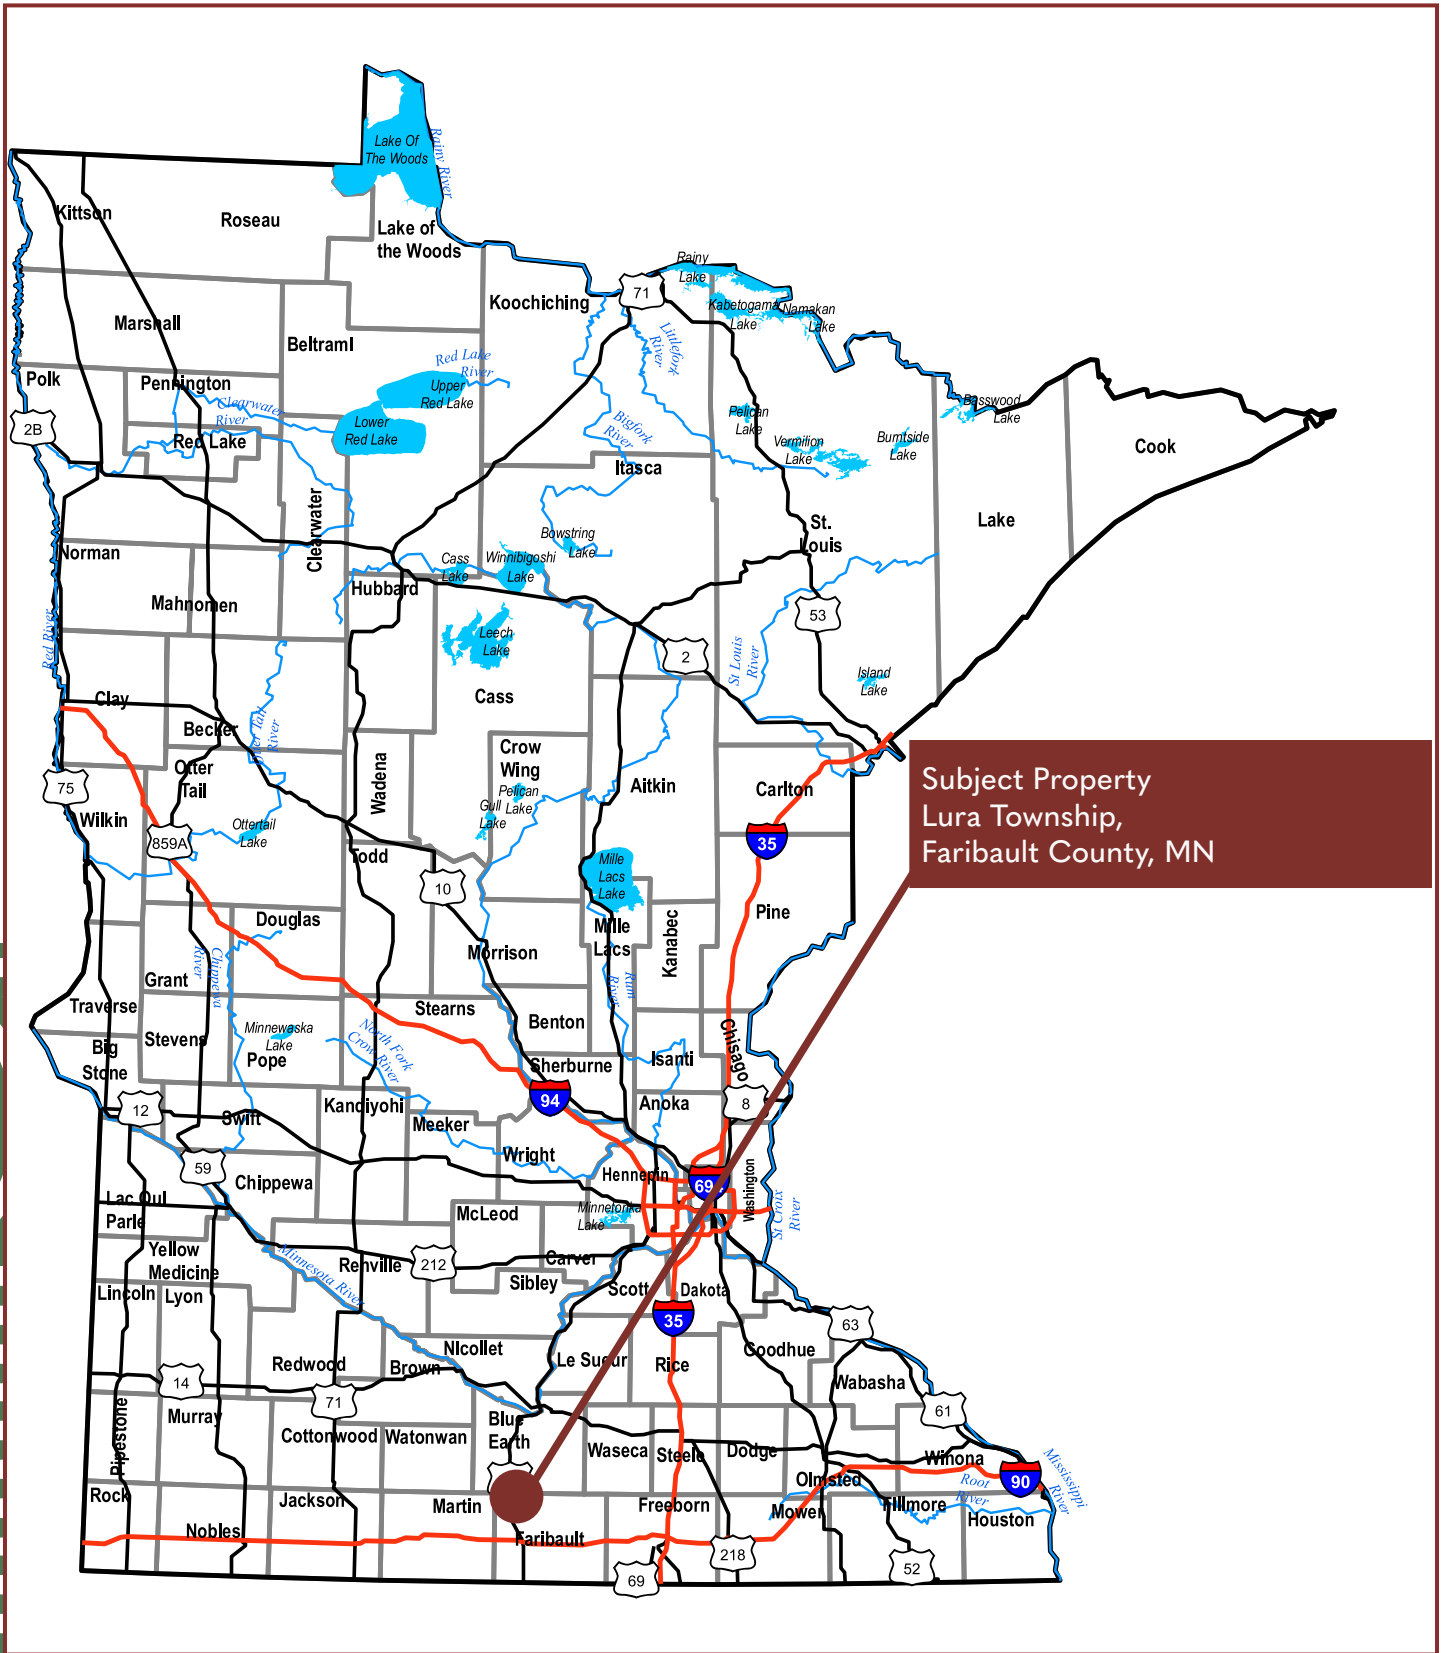 Lake Of
The Woods
Rainy River
Kittson
Roseau
Lake of
the Woods
Rainy
Lake
71
Koochiching
Kabetogama
Lake
Namakan
Lake
Marshall
Littlefork
River
Beltraml
Red Lake
River
Polk
Pennington
Upper
Red Lake
Clearwater
River
2B
Lower
Red Lake
Red Lake
Bigfork
River
Pelican
Lake
Vermilion
Lake
Burntside
Lake
Basswood
Lake
Cook
Itasca
Clearwater
St.
Louis
Lake
Norman
Bowstring
Lake
Cass
Lake
Winnibigoshi
Lake
Hubbard
Mahnomen
53
Red River
Leech
Lake
2
St Louis
River
Island
Lake
Clay
Cass
Becker
Otter Tail
River
Crow
Wing
Otter
Tail
Wadena
Aitkin
Carlton
Subject Property
Lura Township,
Faribault County, MN
75
Pelican
Lake
Gull
Lake
Wilkin
Ottertail
Lake
859A
35
Todd
Mille
Lacs
Lake
10
Douglas
Pine
Mille
Lacs
Kanabec
Morrison
Chippewa
River
Grant
Rum
River
Traverse
Stearns
Benton
Stevens
Minnewaska
Lake
North Fork
Crow River
Chisago
Big
Stone
Pope
Isanti
Sherburne
94
Kandiyohi
Anoka
8
12
Swift
Meeker
Wright
59
Chippewa
Hennepin
69
Washington
Lac Qul
Parle
McLeod
Minnetonka
Lake
St Croix
River
Yellow
Medicine
Minnesota River
Renville
212
Carver
Sibley
Scott
Dakota
Lincoln
Lyon
35
63
NIcollet
Goodhue
Redwood
Brown
Le Sueur
Rice
14
71
Wabasha
61
Pipestone
Murray
Blue
Earth
Cottonwood
Watonwan
Waseca
Steele
Dodge
Winona
Olmsted
Root
River
90
Mississippi
River
Rock
Jackson
Martin
Freeborn
Mower
FIllmore
Houston
Nobles
Faribault
218
52
69